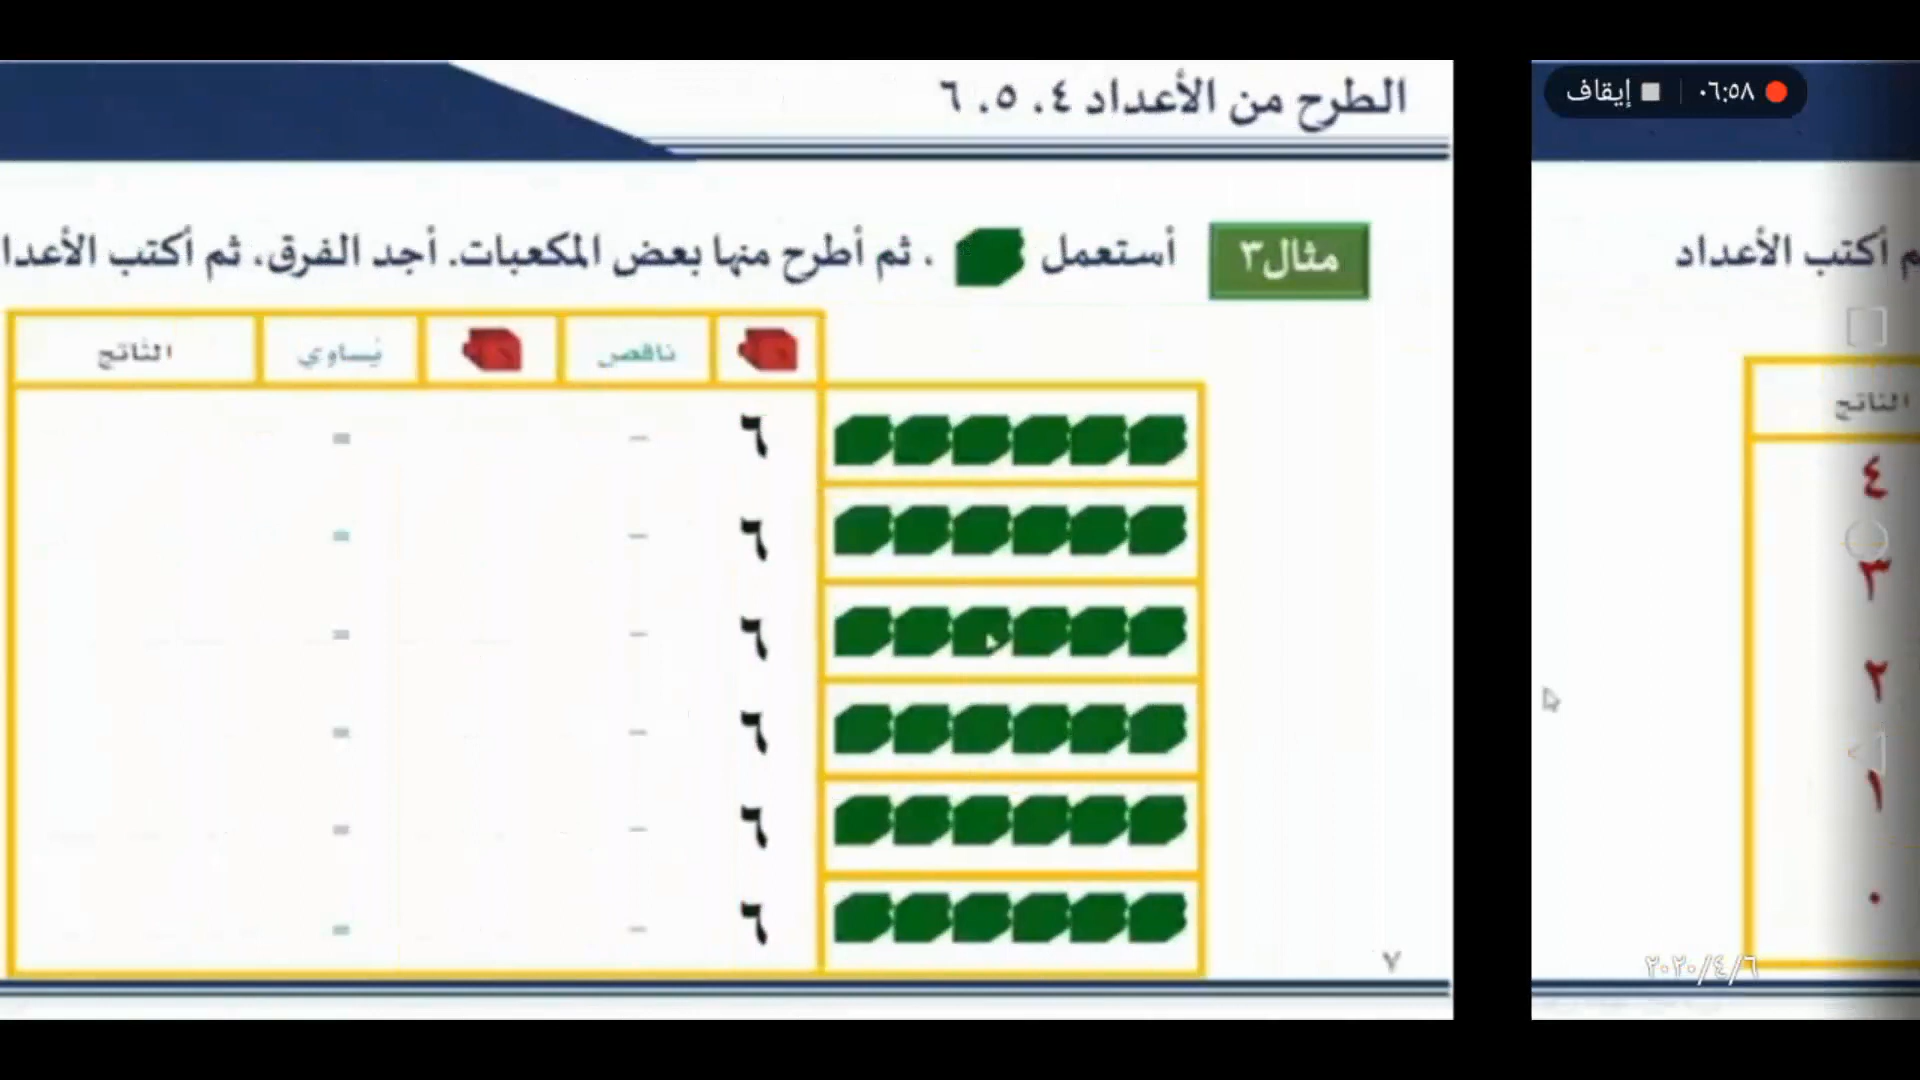 الطرح من الأعداد ٤، ٥، ٦
مثال٣ أستعمل ، ثم أطرح منها بعض المكعبات. أجد الفرق، ثم أكتب الأعدا
ناقص يُساوي الناتج
٦ − =
٦ − =
٦ − =
٦ − =
٦ − =
٦ − =
٧
٠٦:٥٨ إيقاف
م أكتب الأعداد
الناتج
٤
٣
٢
١
٠
٢٠٢٠/٤/٦